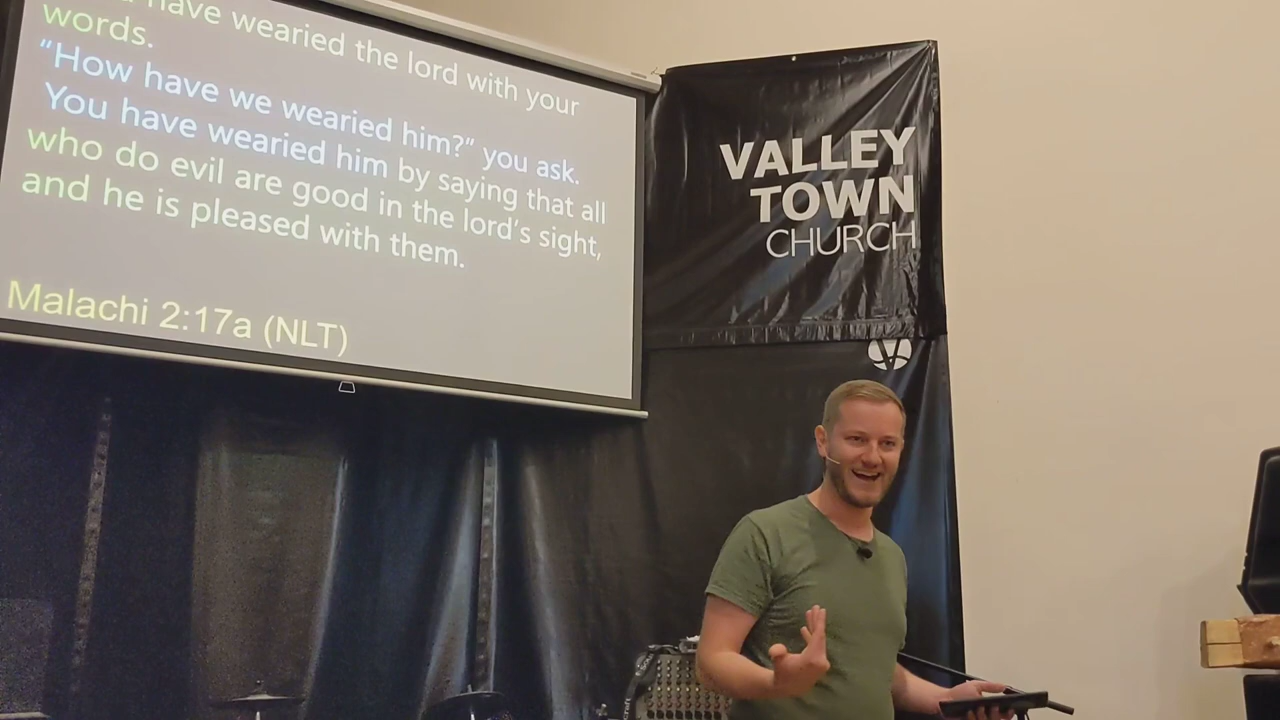 have wearied the lord with your
words.
“How have we wearied him?” you ask.
You have wearied him by saying that all
who do evil are good in the lord’s sight,
and he is pleased with them.
Malachi 2:17a (NLT)
VALLEY
TOWN
CHURCH